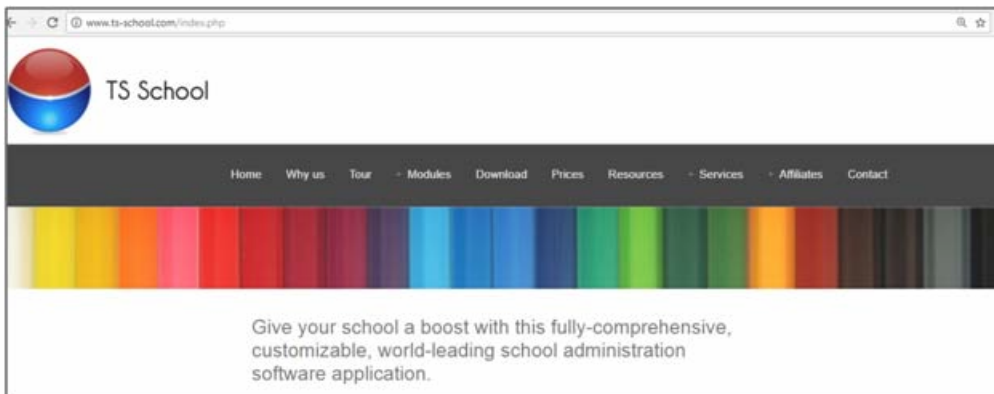 www.ts-school.com/index.php
TS School
Home Why us Tour + Modules Download Prices Resources + Services + Affiliates Contact
Give your school a boost with this fully-comprehensive,
customizable, world-leading school administration
software application.